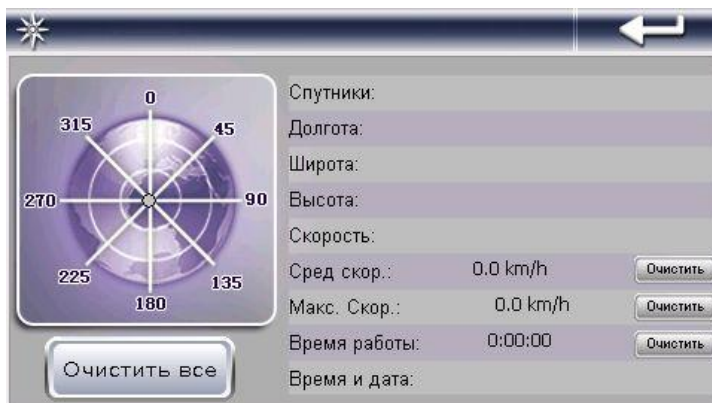 0
315
45
270
90
225
135
180
Очистить все
Спутники:
Долгота:
Широта:
Высота:
Скорость:
Сред скор.: 0.0 km/h Очистить
Макс. Скор.: 0.0 km/h Очистить
Время работы: 0:00:00 Очистить
Время и дата: